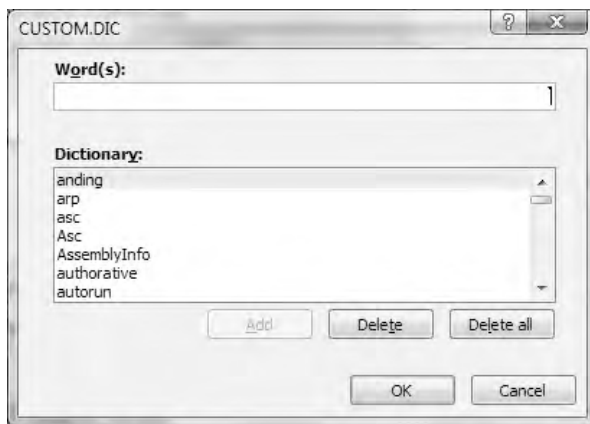 CUSTOM.DIC
?
Word(s):
Dictionary:
anding
arp
asc
Asc
AssemblyInfo
authorative
autorun
Add Delete Delete all
OK Cancel